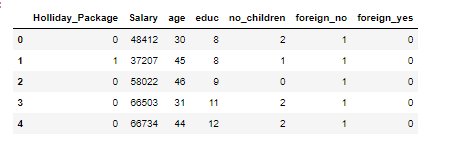 Holliday_Package Salary age educ no_children foreign_no foreign_yes
0 0 48412 30 8 2 1 0
1 1 37207 45 8 1 1 0
2 0 58022 46 9 0 1 0
3 0 66503 31 11 2 1 0
4 0 66734 44 12 2 1 0